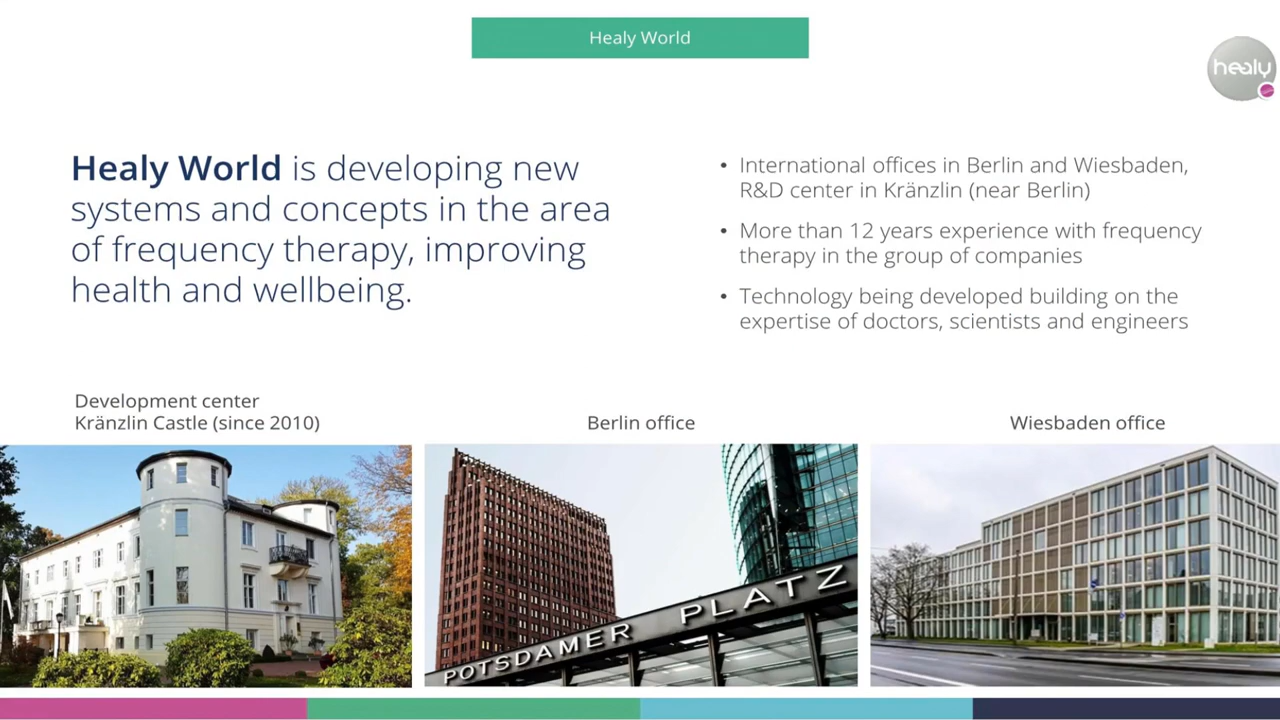 Healy World
healy
Healy World is developing new
systems and concepts in the area
of frequency therapy, improving
health and wellbeing.
• International offices in Berlin and Wiesbaden,
R&D center in Kränzlin (near Berlin)
• More than 12 years experience with frequency
therapy in the group of companies
• Technology being developed building on the
expertise of doctors, scientists and engineers
Development center
Kränzlin Castle (since 2010)
Berlin office
Wiesbaden office
POTSDAMER PLATZ